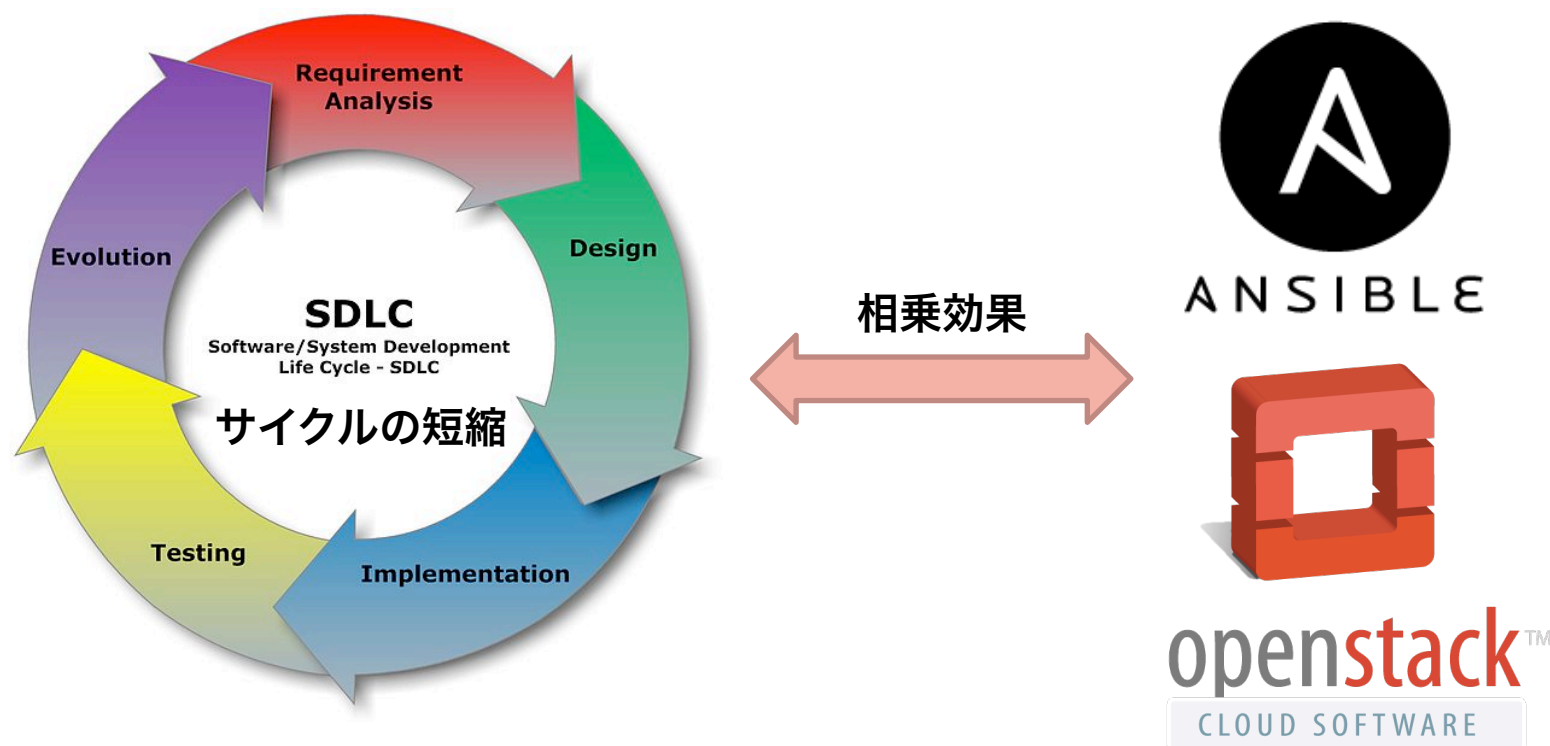 Requirement
Analysis
Design
Implementation
Testing
Evolution
SDLC
Software/System Development
Life Cycle - SDLC
サイクルの短縮
相乗効果
ANSIBLE
openstack™
CLOUD SOFTWARE